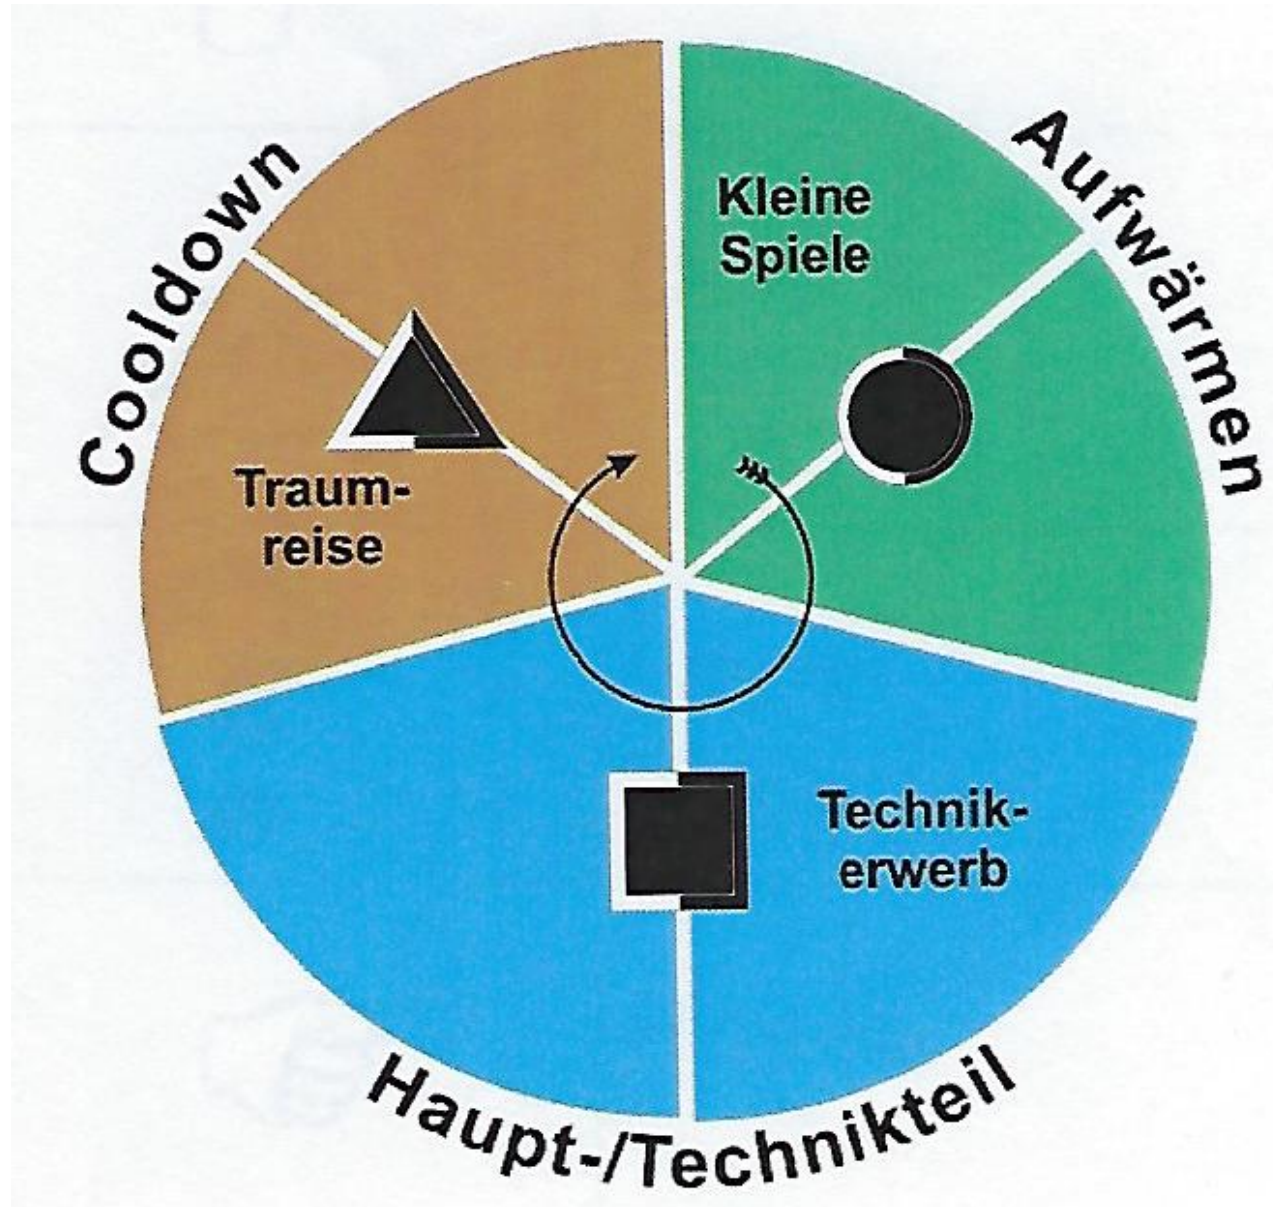 Aufwärmen
Kleine
Spiele
Cooldown
Traum-
reise
Technik-
erwerb
Haupt-/Technikteil